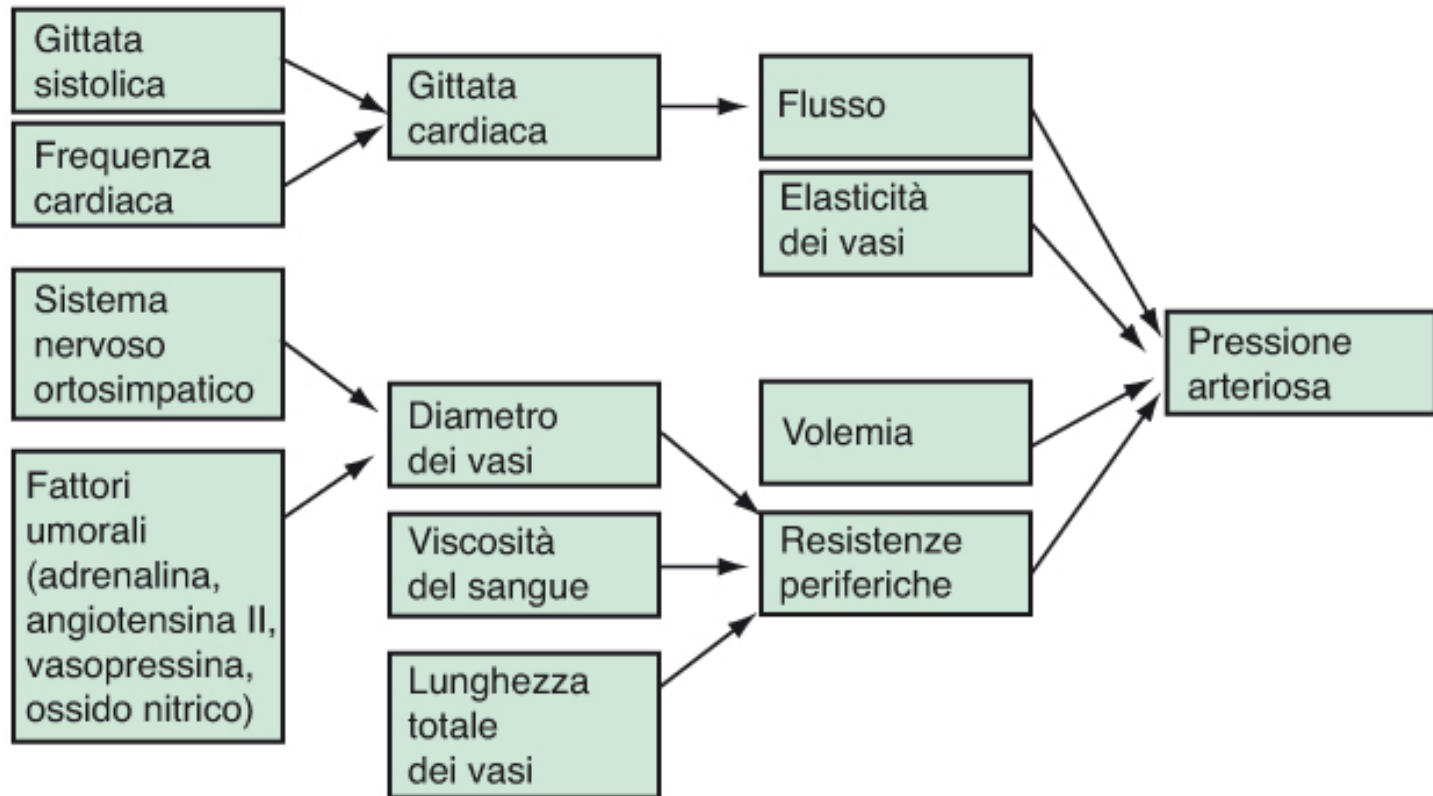 Gittata
sistolica
Frequenza
cardiaca
Gittata
cardiaca
Flusso
Elasticità
dei vasi
Sistema
nervoso
ortosimpatico
Fattori
umorali
(adrenalina,
angiotensina II,
vasopressina,
ossido nitrico)
Diametro
dei vasi
Viscosità
del sangue
Lunghezza
totale
dei vasi
Volemia
Resistenze
periferiche
Pressione
arteriosa